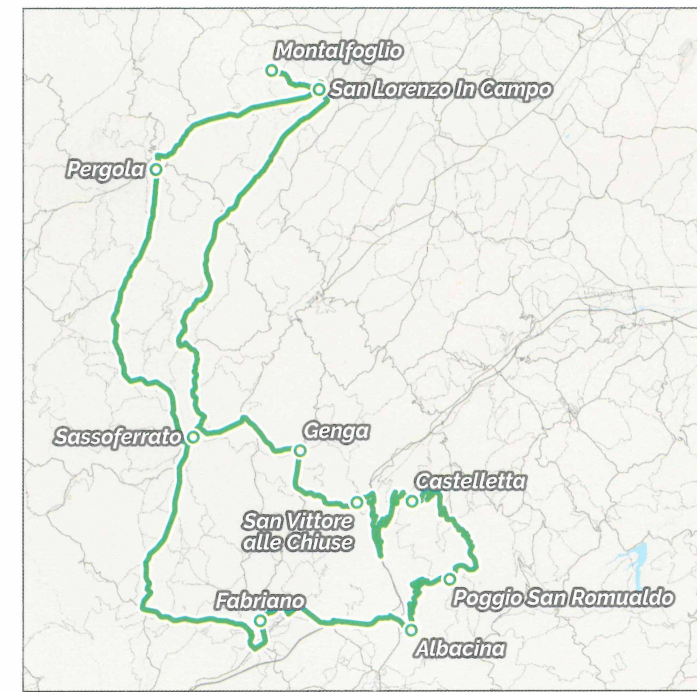 Montalfoglio
San Lorenzo In Campo
Pergola
Sassoferrato
Genga
Castelletta
San Vittore
alle Chiuse
Fabriano
Poggio San Romualdo
Albacina